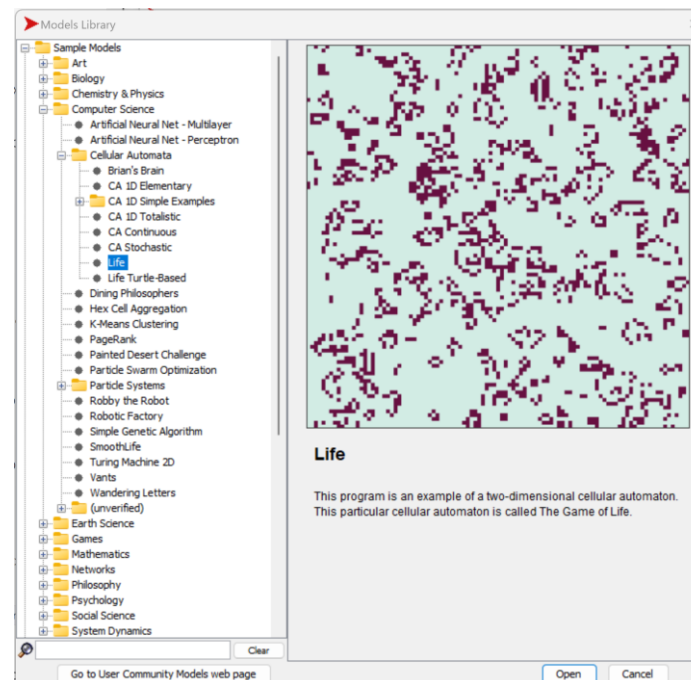 Models Library
Sample Models
Art
Biology
Chemistry & Physics
Computer Science
Artificial Neural Net - Multilayer
Artificial Neural Net - Perceptron
Cellular Automata
Brian's Brain
CA 1D Elementary
CA 1D Simple Examples
CA 1D Totalistic
CA Continuous
CA Stochastic
Life
Life Turtle-Based
Dining Philosophers
Hex Cell Aggregation
K-Means Clustering
PageRank
Painted Desert Challenge
Particle Swarm Optimization
Particle Systems
Robby the Robot
Robotic Factory
Simple Genetic Algorithm
SmoothLife
Turing Machine 2D
Vants
Wandering Letters
(unverified)
Earth Science
Games
Mathematics
Networks
Philosophy
Psychology
Social Science
System Dynamics
Clear
Go to User Community Models web page
Life
This program is an example of a two-dimensional cellular automaton.
This particular cellular automaton is called The Game of Life.
Open Cancel